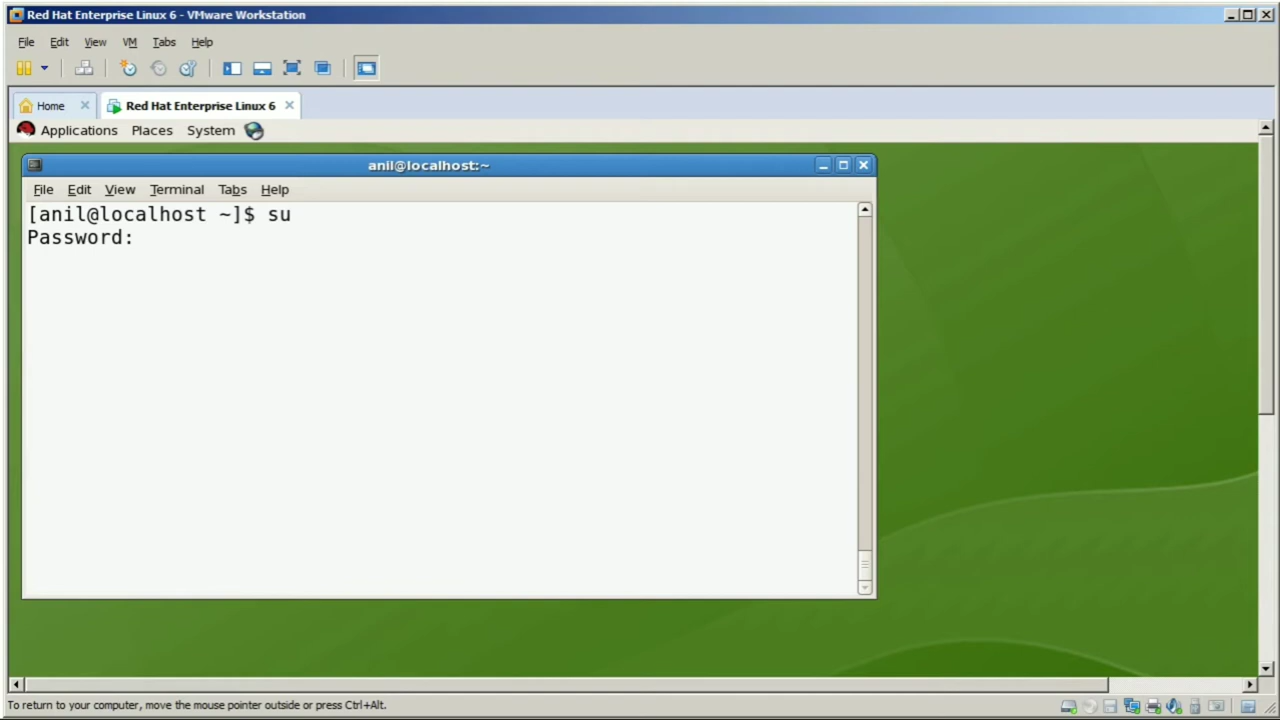 Red Hat Enterprise Linux 6 - VMware Workstation
File Edit View VM Tabs Help
Home Red Hat Enterprise Linux 6
Applications Places System
anil@localhost:~
File Edit View Terminal Tabs Help
[anil@localhost ~]$ su
Password:
To return to your computer, move the mouse pointer outside or press Ctrl+Alt.